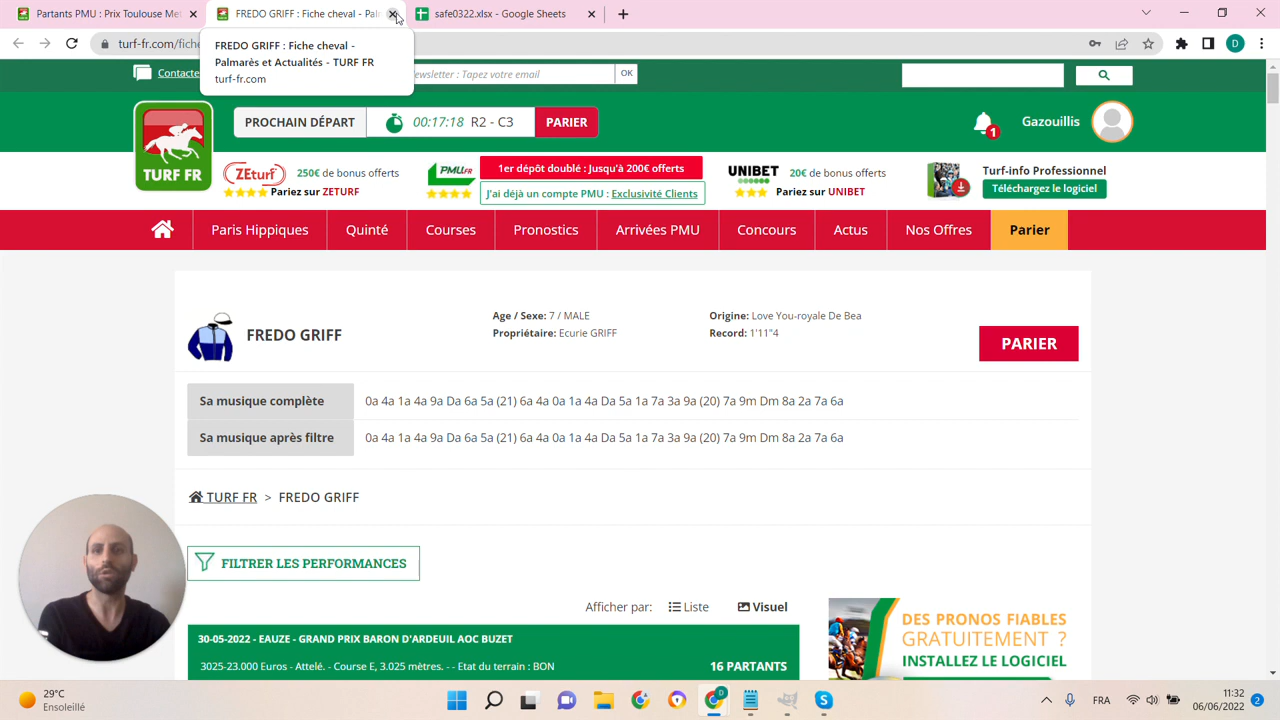 Partants PMU : Prix Toulouse Me
FREDO GRIFF : Fiche cheval - Pal
safe0322.xlsx - Google Sheets
turf-fr.com/fiche
D
FREDO GRIFF : Fiche cheval -
Palmarès et Actualités - TURF FR
turf-fr.com
Contacte
ewsletter : Tapez votre email
OK
TURF FR
PROCHAIN DÉPART
00:17:18
R2 - C3
PARIER
1
Gazouillis
ZEturf
250€ de bonus offerts
Pariez sur ZETURF
PMU.FR
1er dépôt doublé : Jusqu'à 200€ offerts
J'ai déjà un compte PMU : Exclusivité Clients
UNIBET
20€ de bonus offerts
Pariez sur UNIBET
Turf-info Professionnel
Téléchargez le logiciel
Paris Hippiques
Quinté
Courses
Pronostics
Arrivées PMU
Concours
Actus
Nos Offres
Parier
FREDO GRIFF
Age / Sexe: 7 / MALE
Propriétaire: Ecurie GRIFF
Origine: Love You-royale De Bea
Record: 1'11"4
PARIER
Sa musique complète
0a 4a 1a 4a 9a Da 6a 5a (21) 6a 4a 0a 1a 4a Da 5a 1a 7a 3a 9a (20) 7a 9m Dm 8a 2a 7a 6a
Sa musique après filtre
0a 4a 1a 4a 9a Da 6a 5a (21) 6a 4a 0a 1a 4a Da 5a 1a 7a 3a 9a (20) 7a 9m Dm 8a 2a 7a 6a
TURF FR > FREDO GRIFF
FILTRER LES PERFORMANCES
Afficher par:
Liste
Visuel
30-05-2022 - EAUZE - GRAND PRIX BARON D'ARDEUIL AOC BUZET
3025-23.000 Euros - Attelé. - Course E, 3.025 mètres. - - Etat du terrain : BON
16 PARTANTS
DES PRONOS FIABLES
GRATUITEMENT ?
INSTALLEZ LE LOGICIEL
29°C
Ensoleillé
D
FRA
11:32
06/06/2022
2